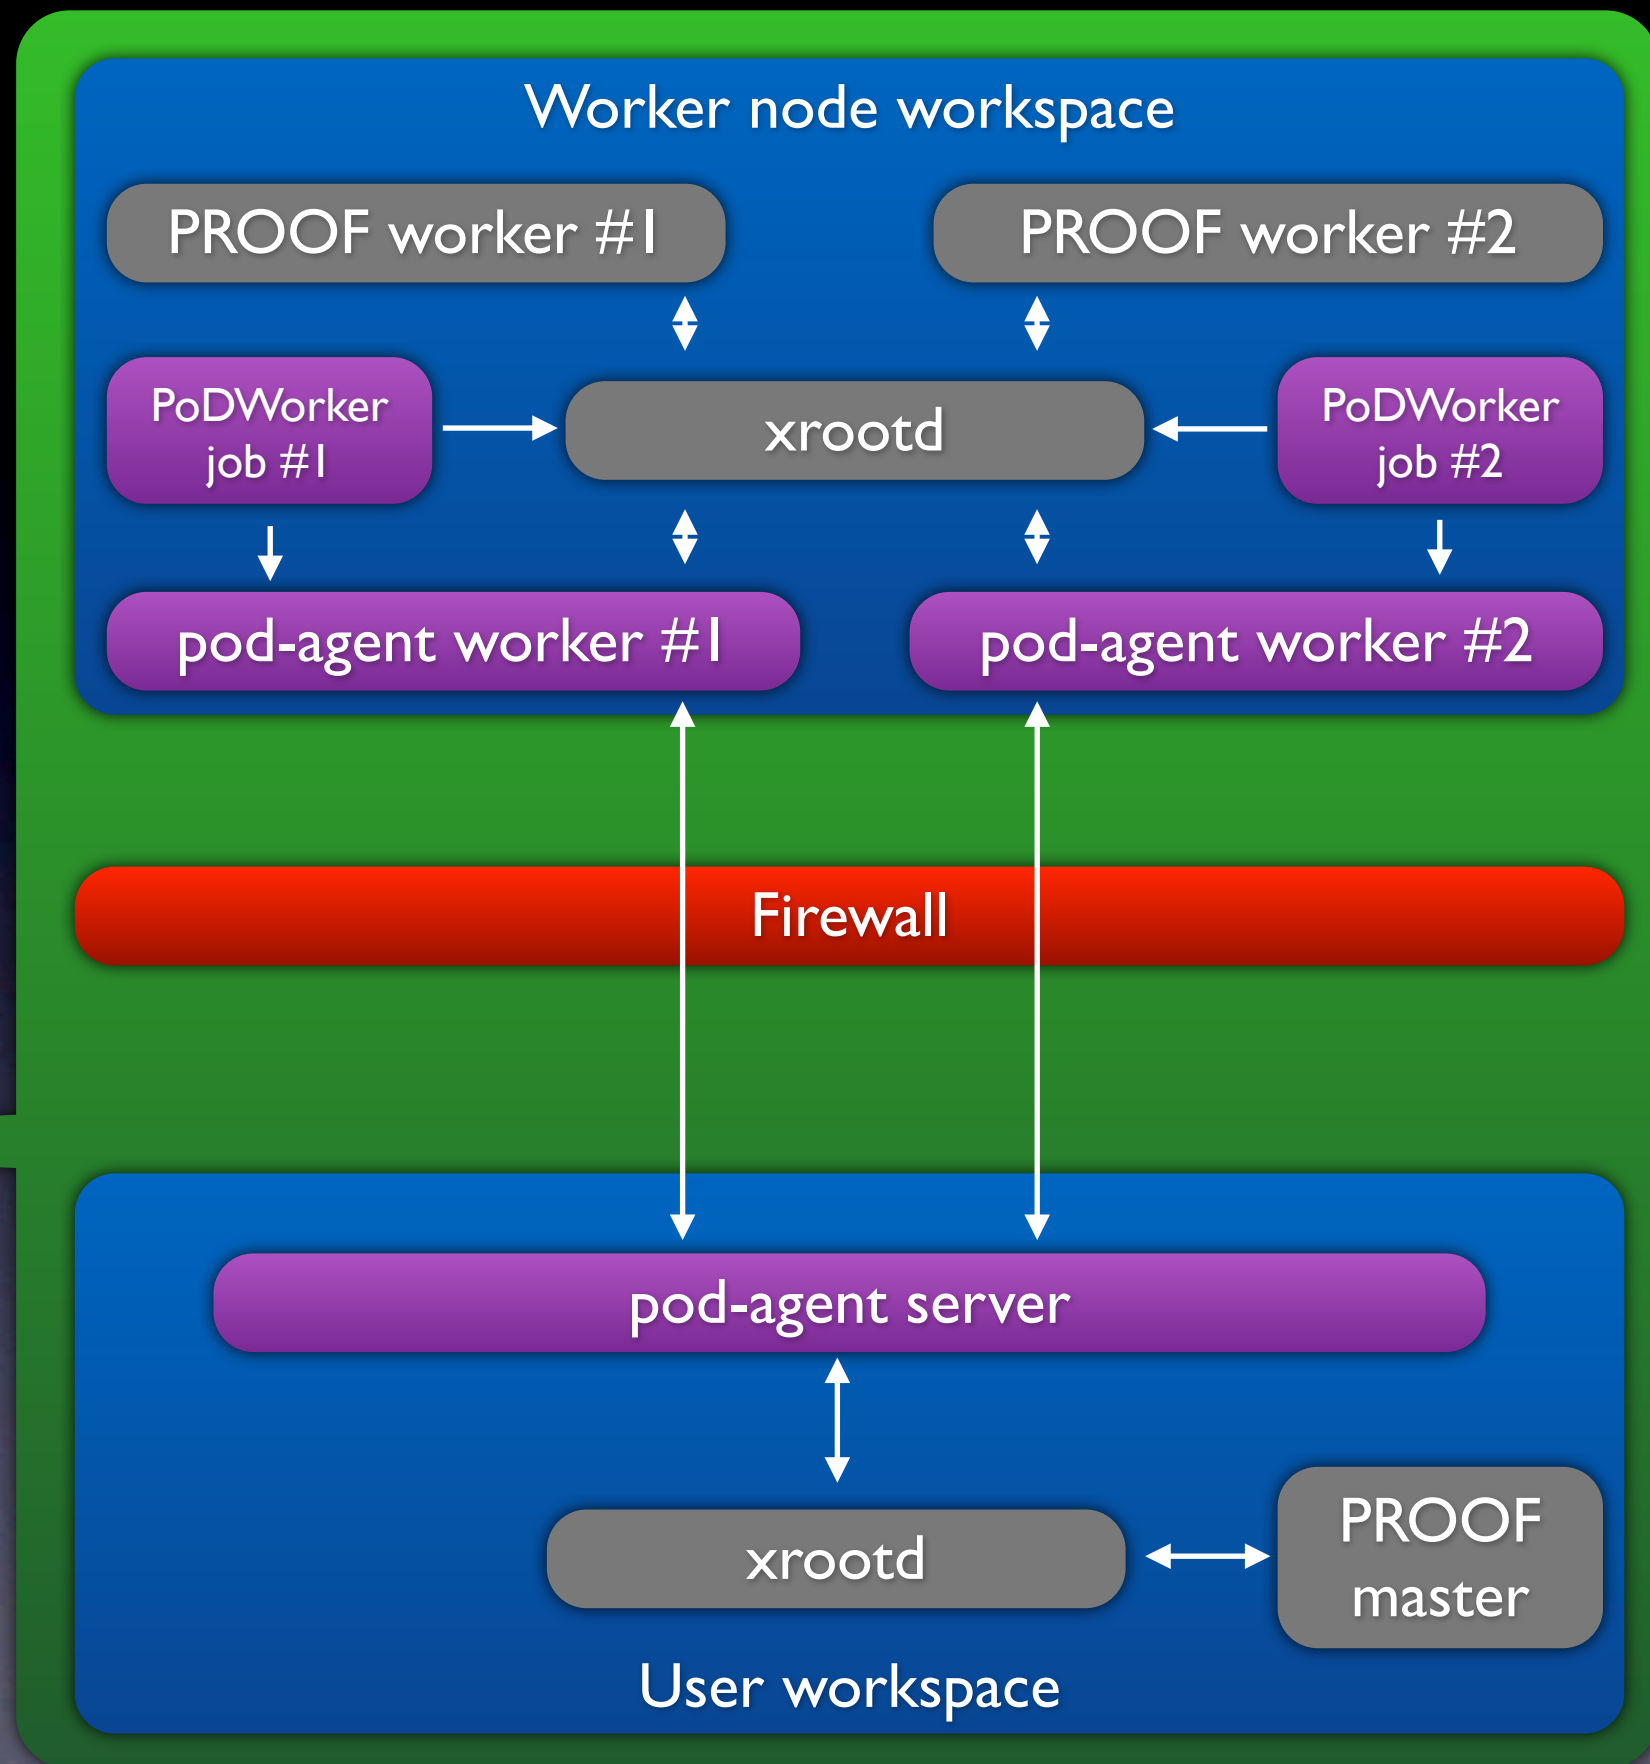 Worker node workspace
PROOF worker #1
PROOF worker #2
PoDWorker
job #1
xrootd
PoDWorker
job #2
pod-agent worker #1
pod-agent worker #2
Firewall
pod-agent server
xrootd
PROOF
master
User workspace